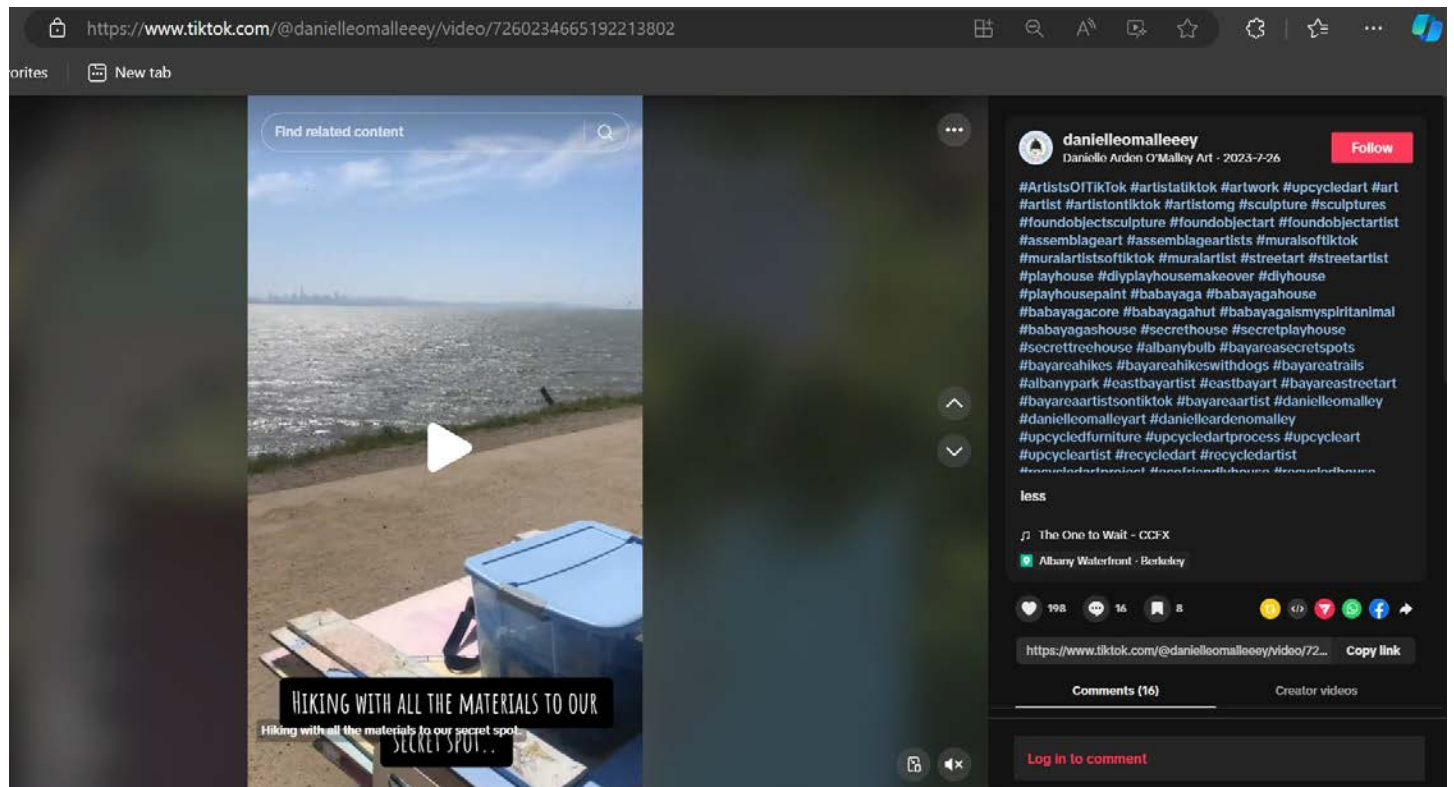 https://www.tiktok.com/@danielleomalleeey/video/7260234665192213802
orites
New tab
Find related content
HIKING WITH ALL THE MATERIALS TO OUR
SECRET SPOT..
Hiking with all the materials to our secret spot.
danielleomalleeey
Danielle Arden O'Malley Art · 2023-7-26
Follow
#ArtistsOfTikTok #artistatiktok #artwork #upcycledart #art
#artist #artistontiktok #artistomg #sculpture #sculptures
#foundobjectsculpture #foundobjectart #foundobjectartist
#assemblageart #assemblageartists #muralsoftiktok
#muralartistsoftiktok #muralartist #streetart #streetartist
#playhouse #diyplayhousemakeover #diyhouse
#playhousepaint #babayaga #babayagahouse
#babayagacore #babayagahut #babayagaismyspiritanimal
#babayagashouse #secrethouse #secretplayhouse
#secrettreehouse #albanybulb #bayareasecretspots
#bayareahikes #bayareahikeswithdogs #bayareatrails
#albanypark #eastbayartist #eastbayart #bayareastreetart
#bayareaartistsontiktok #bayareaartist #danielleomalley
#danielleomalleyart #danielleardenomalley
#upcycledfurniture #upcycledartprocess #upcycleart
#upcycleartist #recycledart #recycledartist
#recycledartproject #ecofriendlyhouse #recycledhouse
less
The One to Wait - CCFX
Albany Waterfront · Berkeley
198
16
8
https://www.tiktok.com/@danielleomalleeey/video/72...
Copy link
Comments (16)
Creator videos
Log in to comment